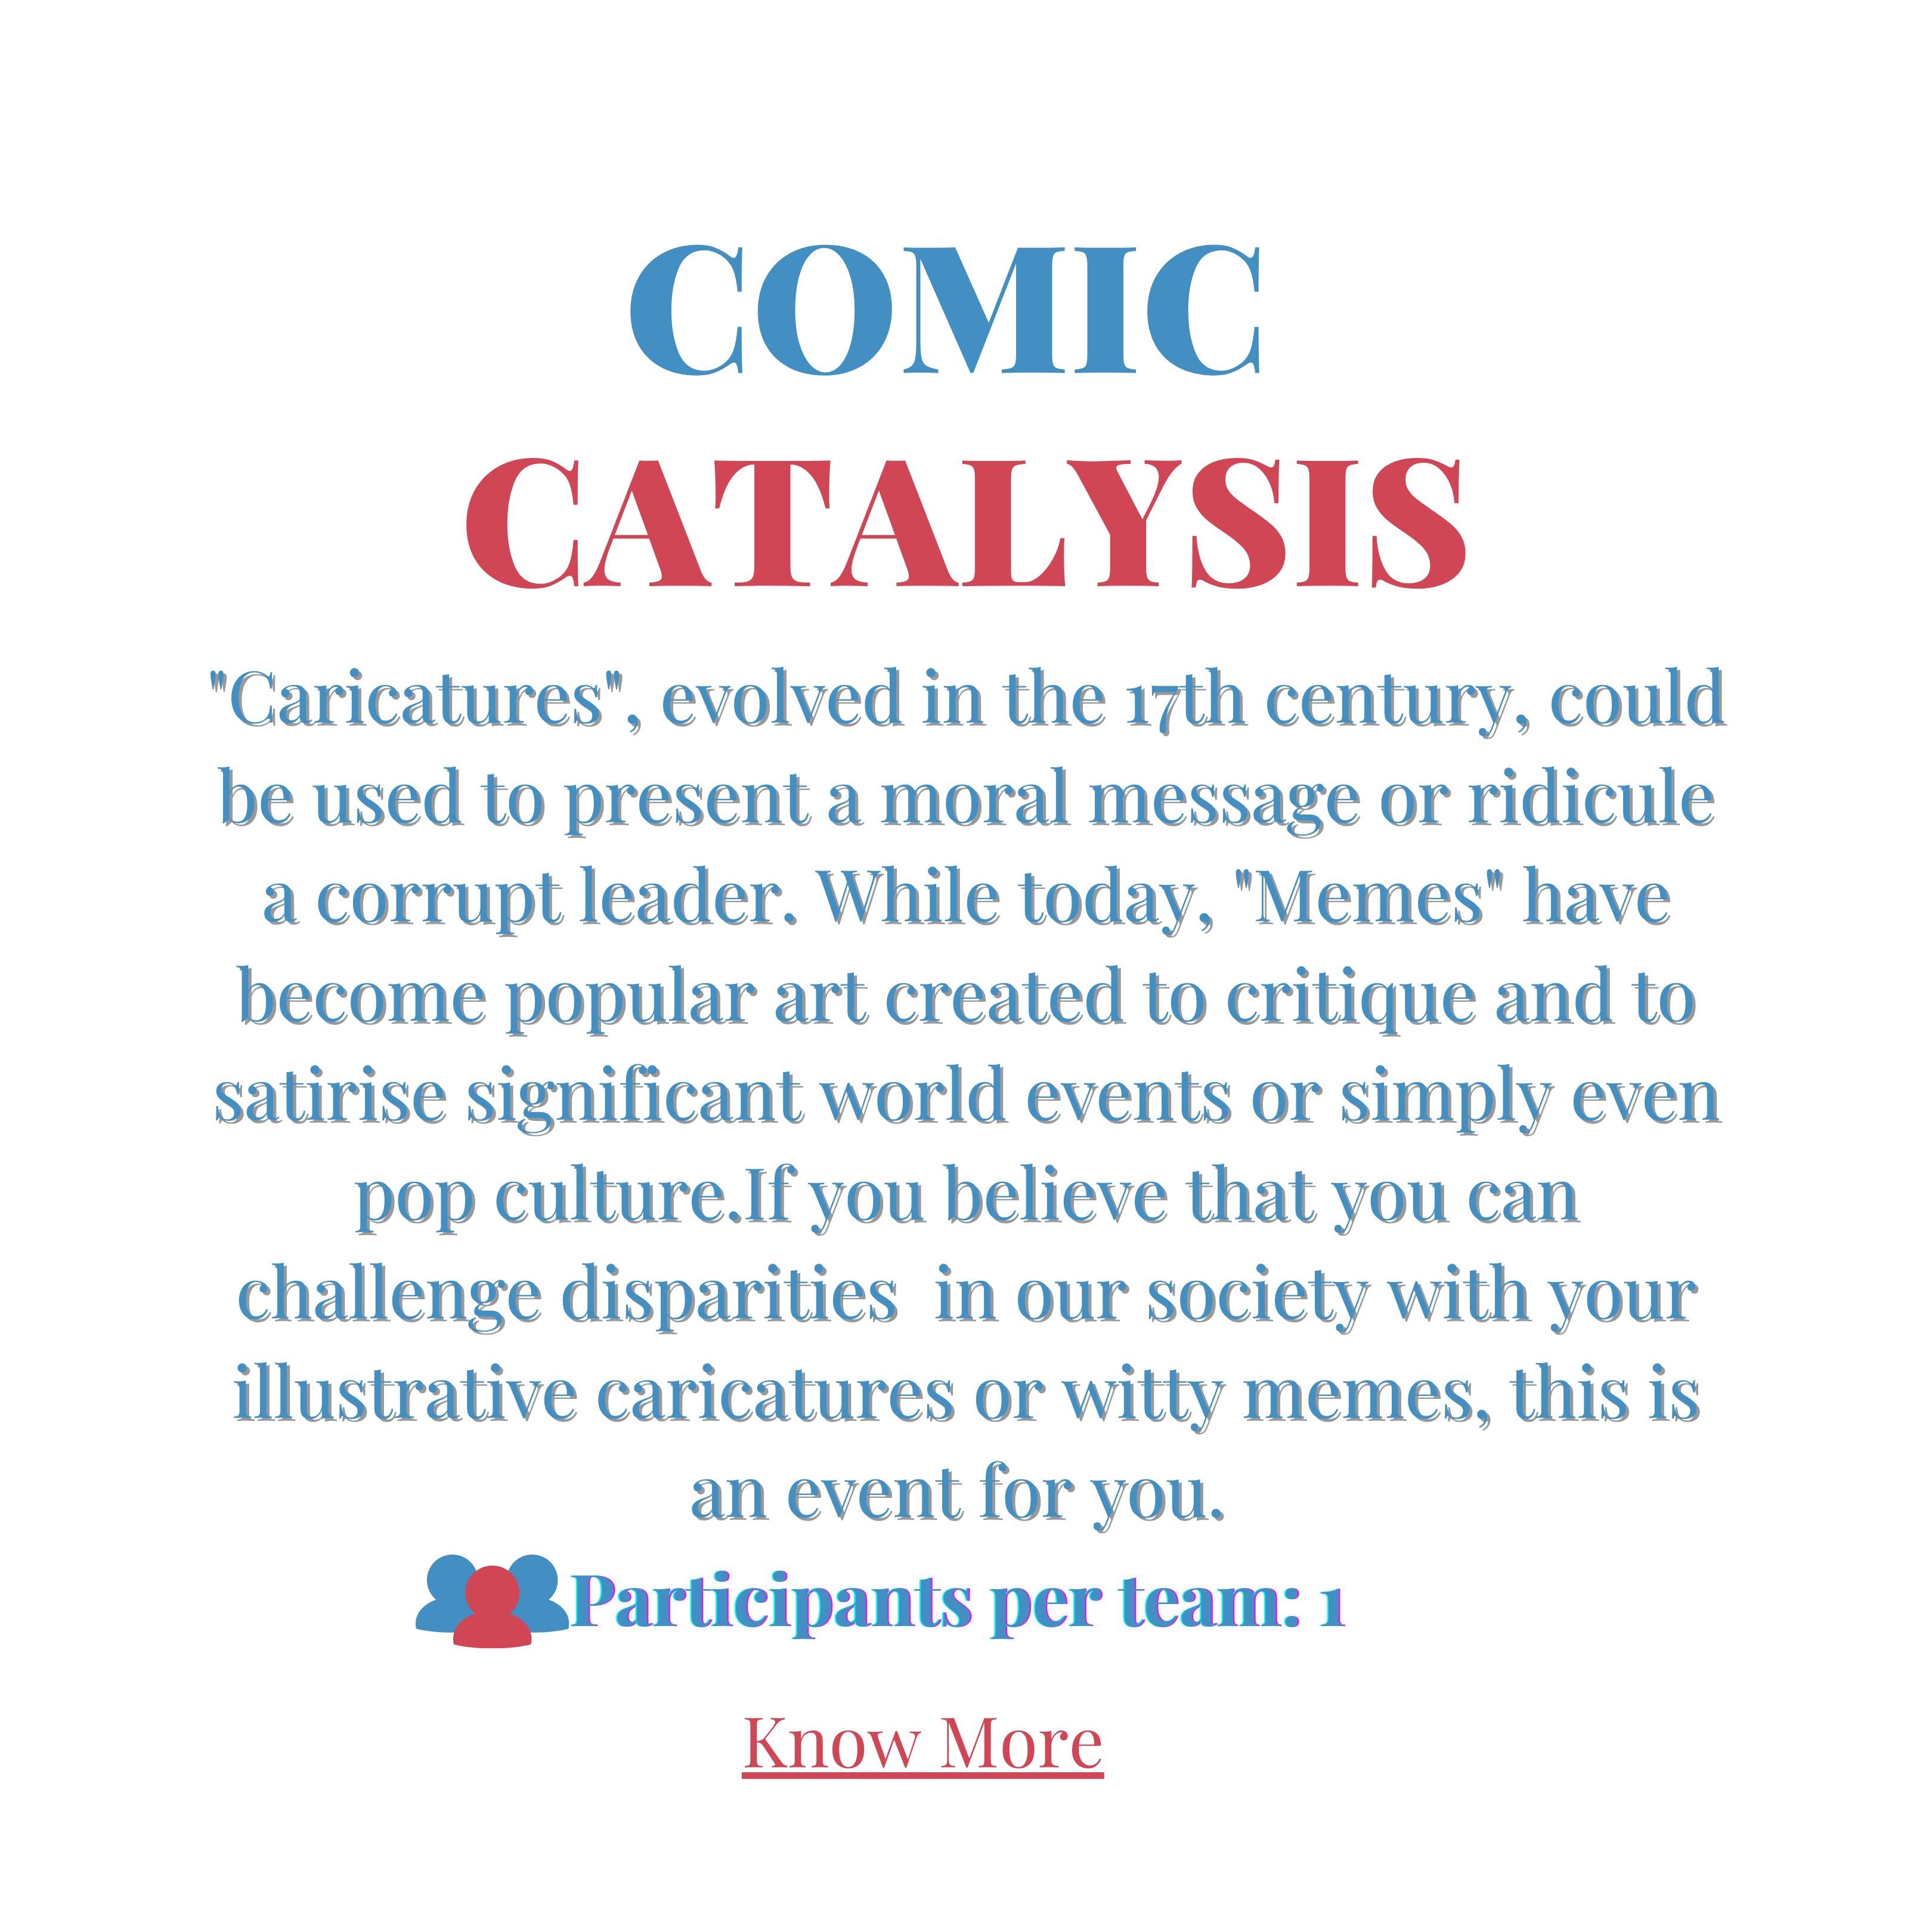 COMIC
CATALYSIS
"Caricatures", evolved in the 17th century, could
be used to present a moral message or ridicule
a corrupt leader. While today, "Memes" have
become popular art created to critique and to
satirise significant world events or simply even
pop culture.If you believe that you can
challenge disparities  in our society with your
illustrative caricatures or witty memes, this is
an event for you.
Participants per team: 1
Know More